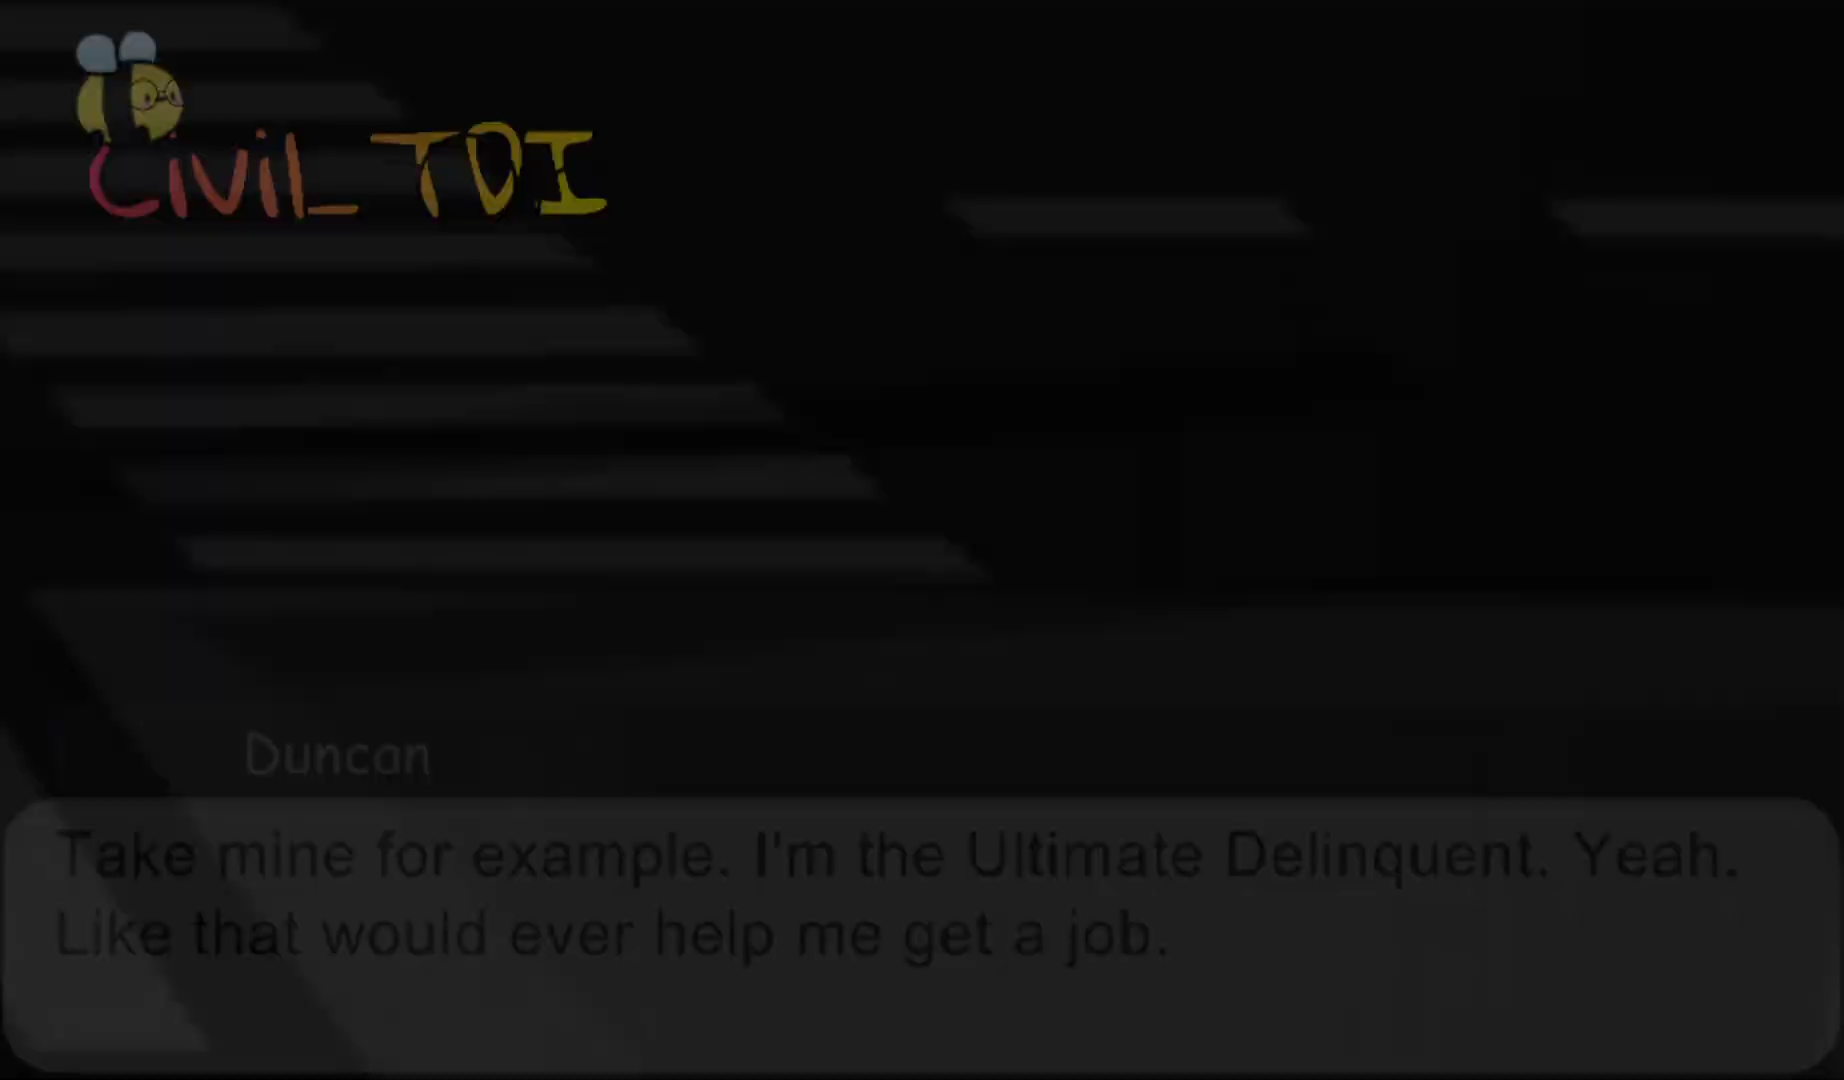 Civil TDI
Duncan
Take mine for example. I'm the Ultimate Delinquent. Yeah.
Like that would ever help me get a job.